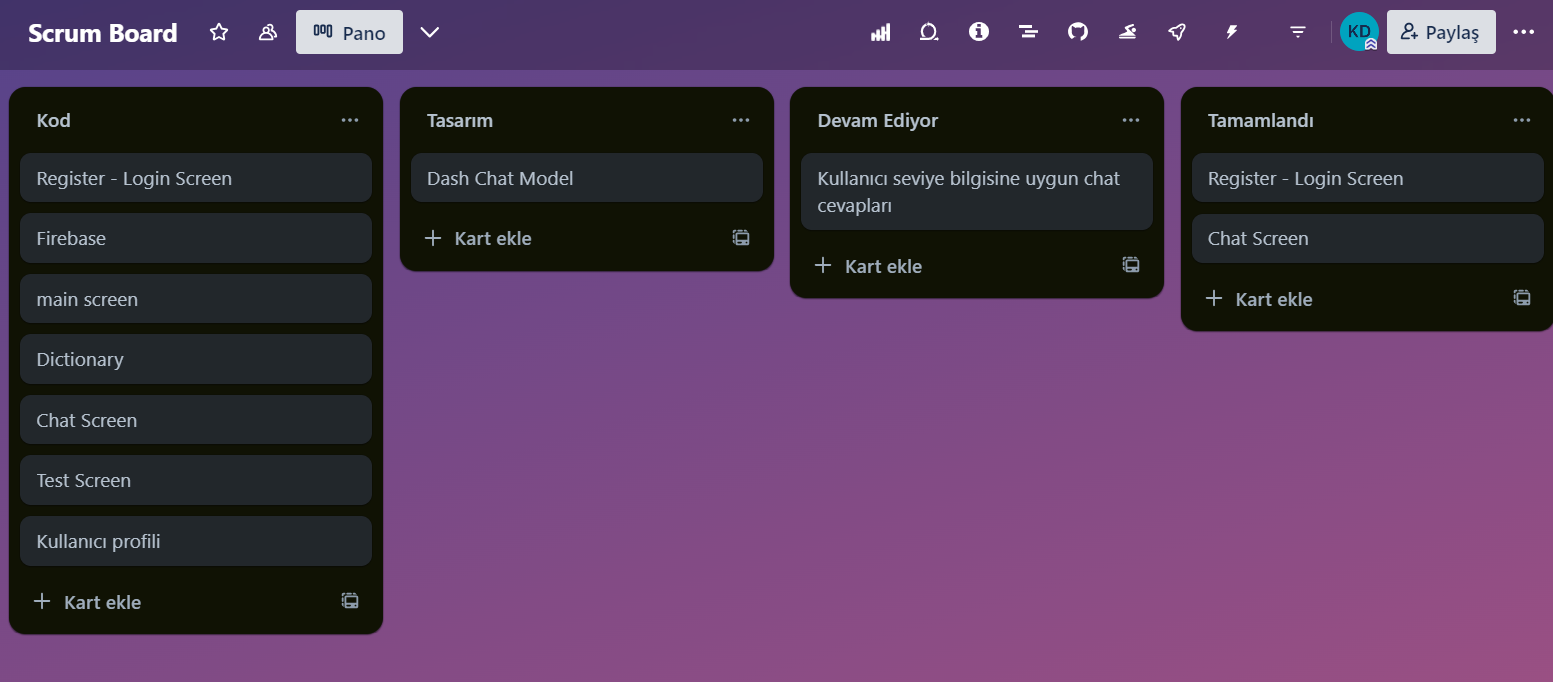 Scrum Board
Pano
KD
Paylaş
Kod
Register - Login Screen
Firebase
main screen
Dictionary
Chat Screen
Test Screen
Kullanıcı profili
Kart ekle
Tasarım
Dash Chat Model
Kart ekle
Devam Ediyor
Kullanıcı seviye bilgisine uygun chat
cevapları
Kart ekle
Tamamlandı
Register - Login Screen
Chat Screen
Kart ekle